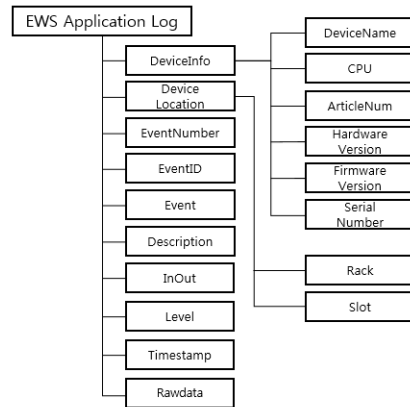 EWS Application Log
DeviceInfo
Device
Location
EventNumber
EventID
Event
Description
InOut
Level
Timestamp
Rawdata
DeviceName
CPU
ArticleNum
Hardware
Version
Firmware
Version
Serial
Number
Rack
Slot